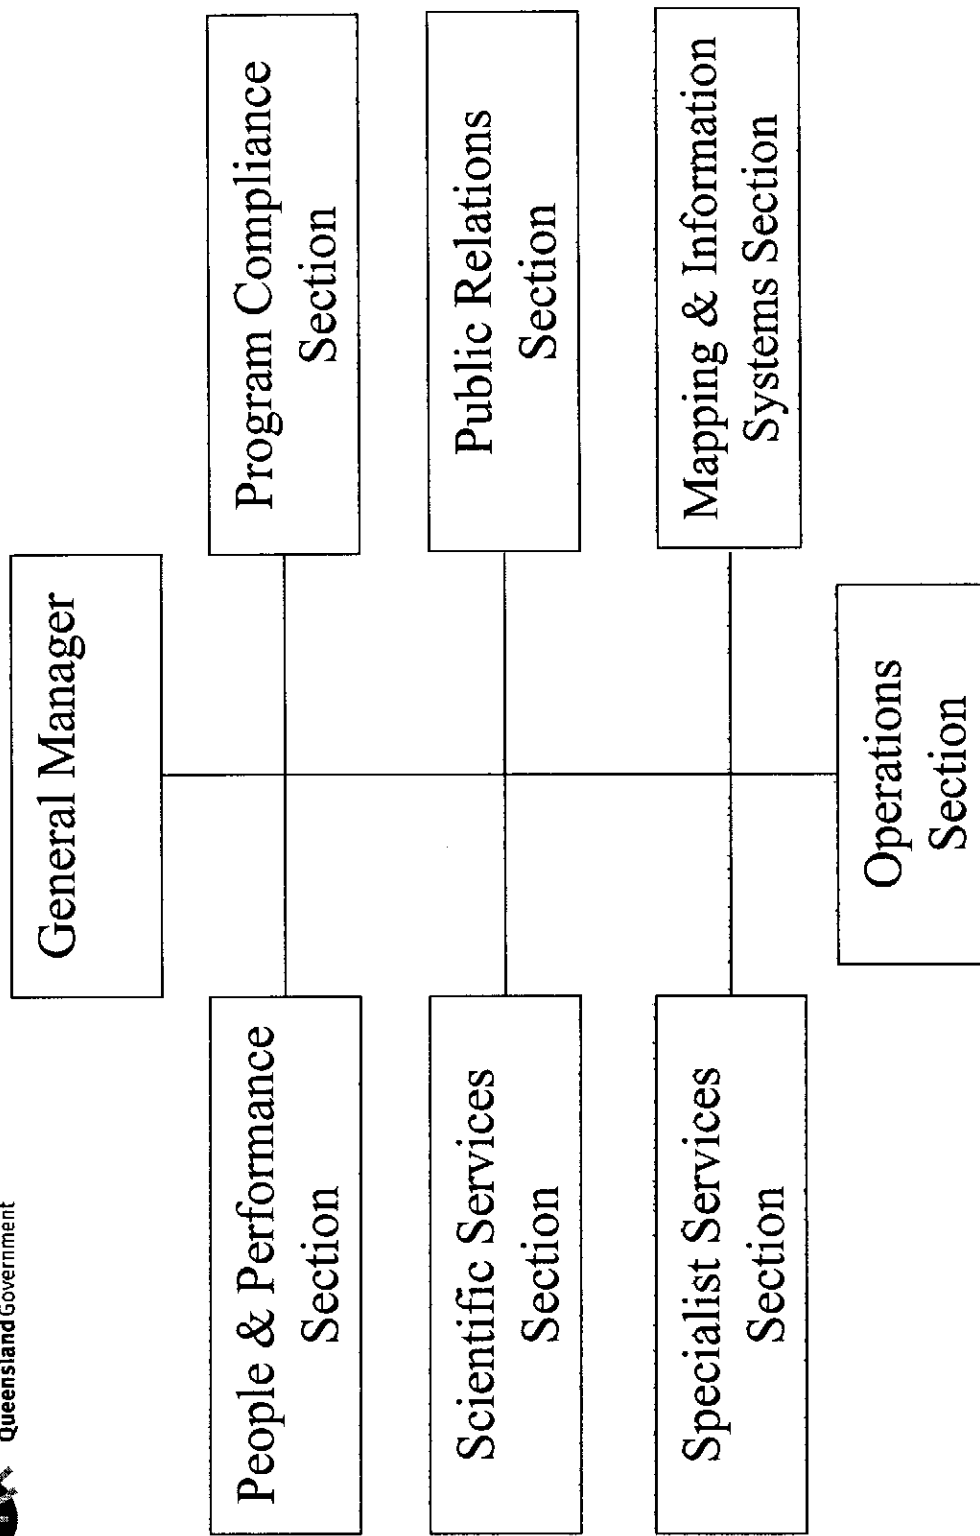 Queensland Government
General Manager
People & Performance
Section
Program Compliance
Section
Scientific Services
Section
Public Relations
Section
Specialist Services
Section
Mapping & Information
Systems Section
Operations
Section